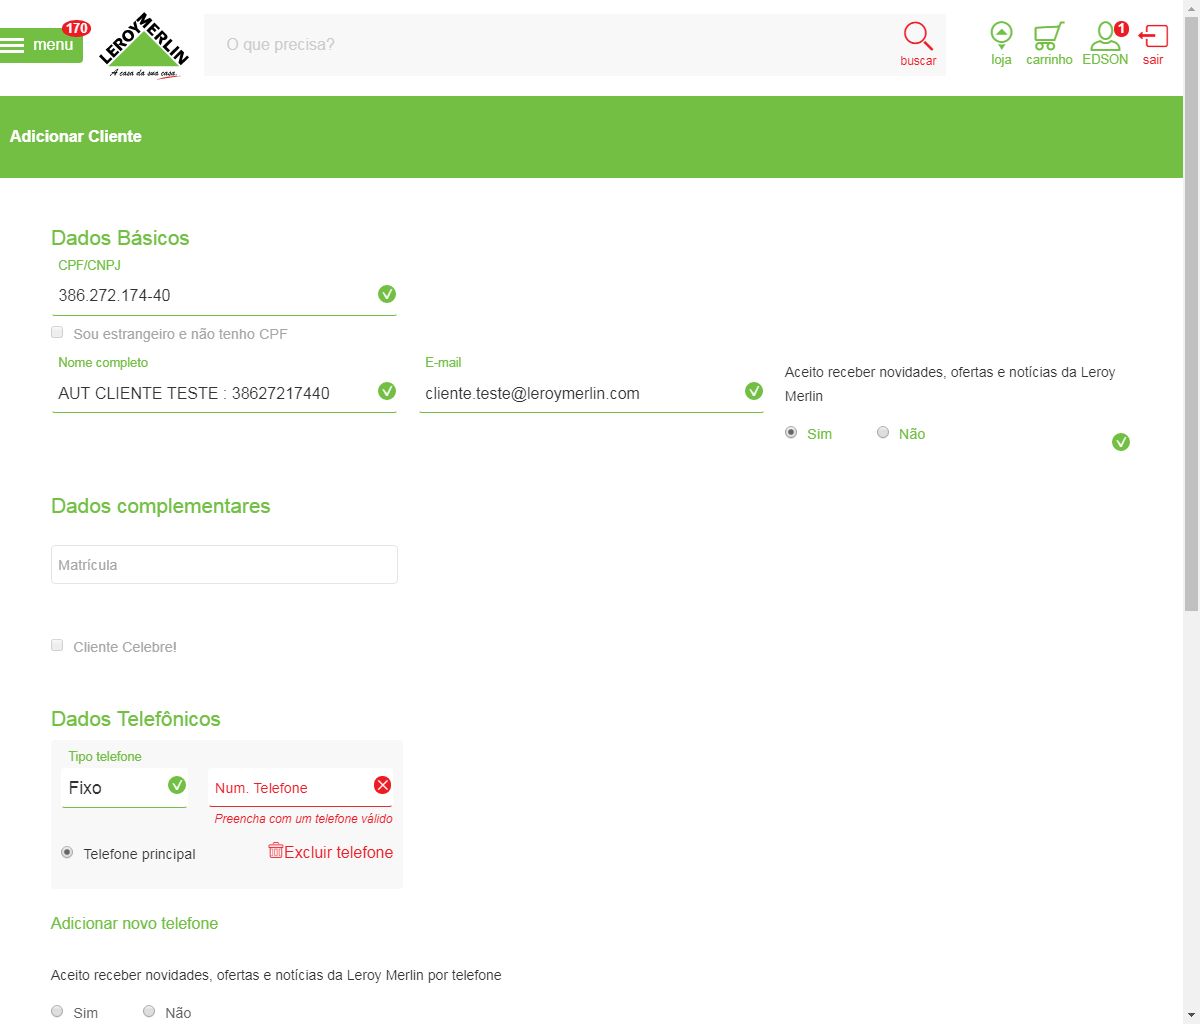 170
menu
LEROY MERLIN
A casa da sua casa.
O que precisa?
buscar
loja
carrinho
1
EDSON
sair
Adicionar Cliente
Dados Básicos
CPF/CNPJ
386.272.174-40
Sou estrangeiro e não tenho CPF
Nome completo
AUT CLIENTE TESTE : 38627217440
E-mail
cliente.teste@leroymerlin.com
Aceito receber novidades, ofertas e notícias da Leroy
Merlin
Sim
Não
Dados complementares
Matrícula
Cliente Celebre!
Dados Telefônicos
Tipo telefone
Fixo
Num. Telefone
Preencha com um telefone válido
Telefone principal
Excluir telefone
Adicionar novo telefone
Aceito receber novidades, ofertas e notícias da Leroy Merlin por telefone
Sim
Não